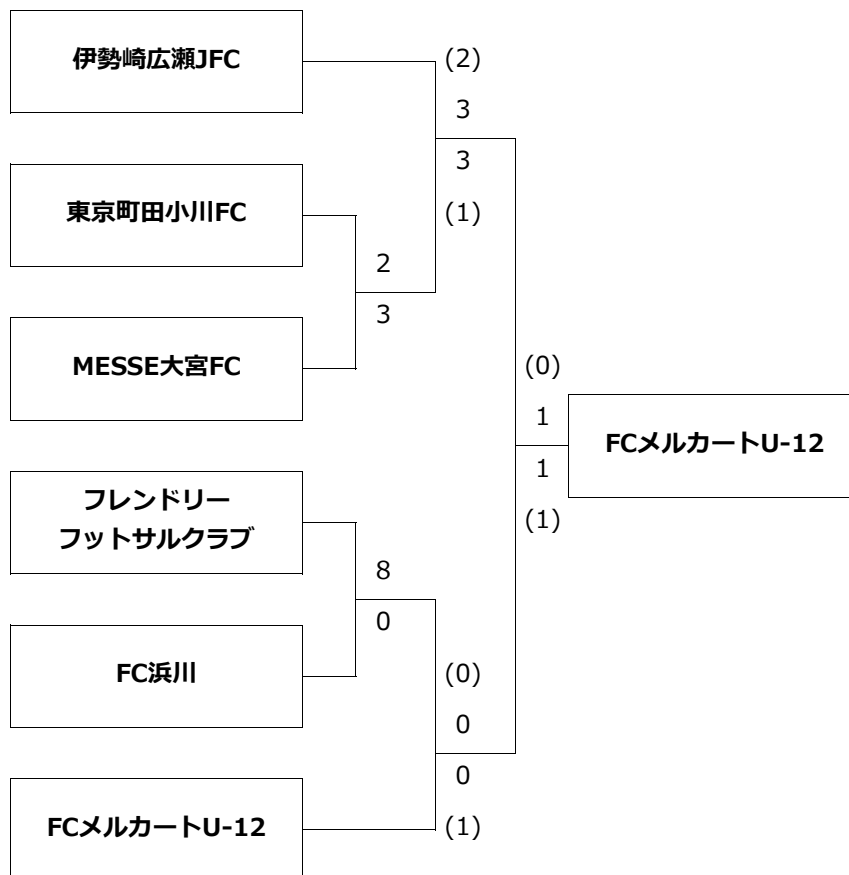 伊勢崎広瀬JFC
(2)
3
3
(1)
東京町田小川FC
2
3
MESSE大宮FC
(0)
1
1
(1)
FCメルカートU-12
フレンドリー
フットサルクラブ
8
0
FC浜川
(0)
0
0
(1)
FCメルカートU-12